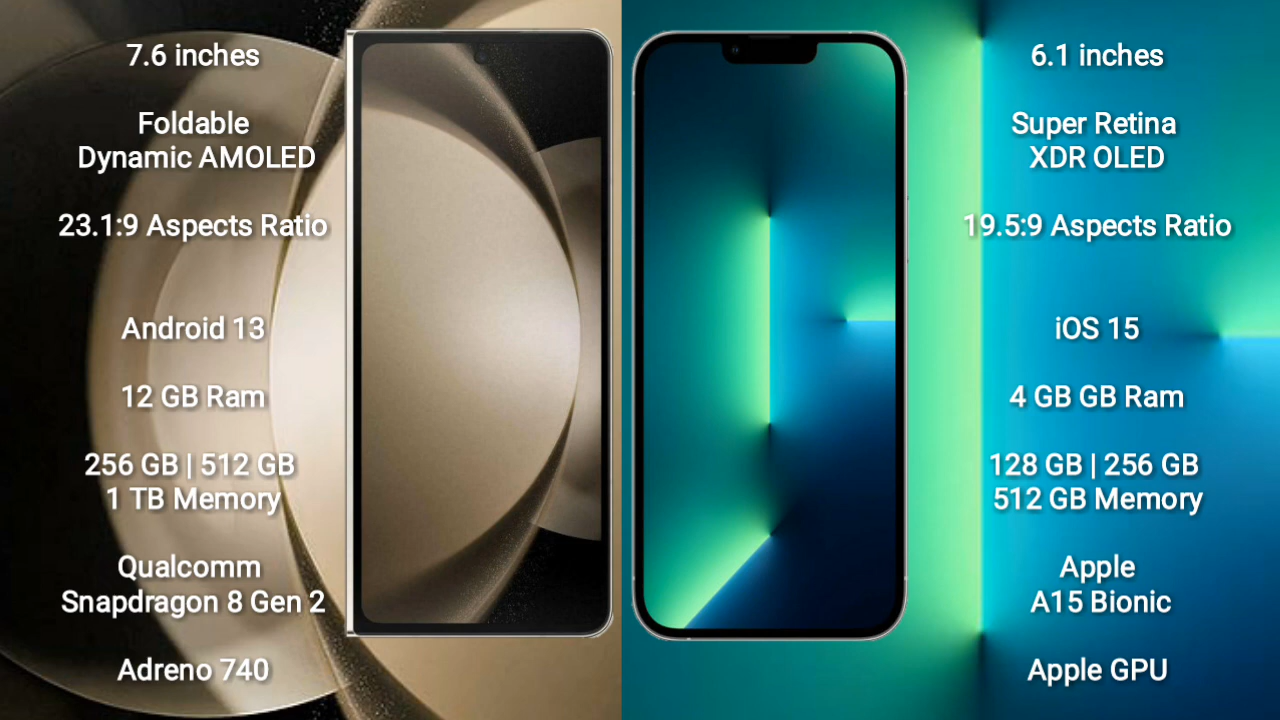 7.6 inches
Foldable
Dynamic AMOLED
23.1:9 Aspects Ratio
Android 13
12 GB Ram
256 GB | 512 GB
1 TB Memory
Qualcomm
Snapdragon 8 Gen 2
Adreno 740
6.1 inches
Super Retina
XDR OLED
19.5:9 Aspects Ratio
iOS 15
4 GB GB Ram
128 GB | 256 GB
512 GB Memory
Apple
A15 Bionic
Apple GPU